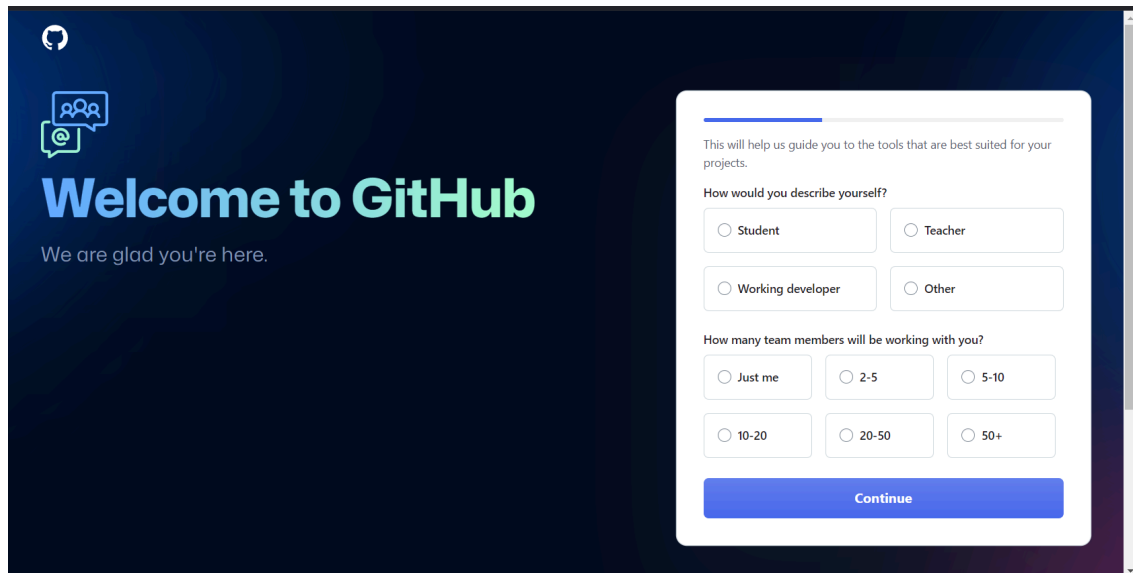 @
Welcome to GitHub
We are glad you're here.
This will help us guide you to the tools that are best suited for your
projects.
How would you describe yourself?
Student
Teacher
Working developer
Other
How many team members will be working with you?
Just me
2-5
5-10
10-20
20-50
50+
Continue